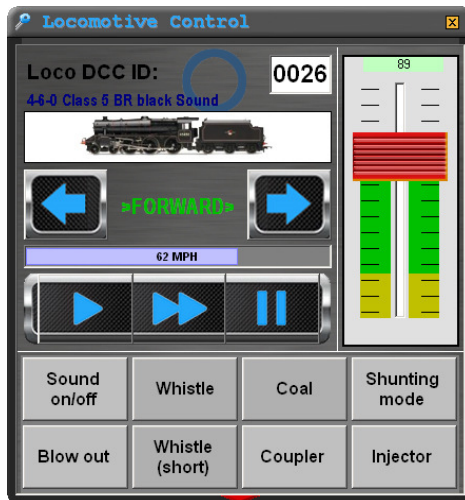 Locomotive Control
89
Loco DCC ID:
0026
4-6-0 Class 5 BR black Sound
»FORWARD»
62 MPH
Sound on/off
Whistle
Coal
Shunting mode
Blow out
Whistle (short)
Coupler
Injector